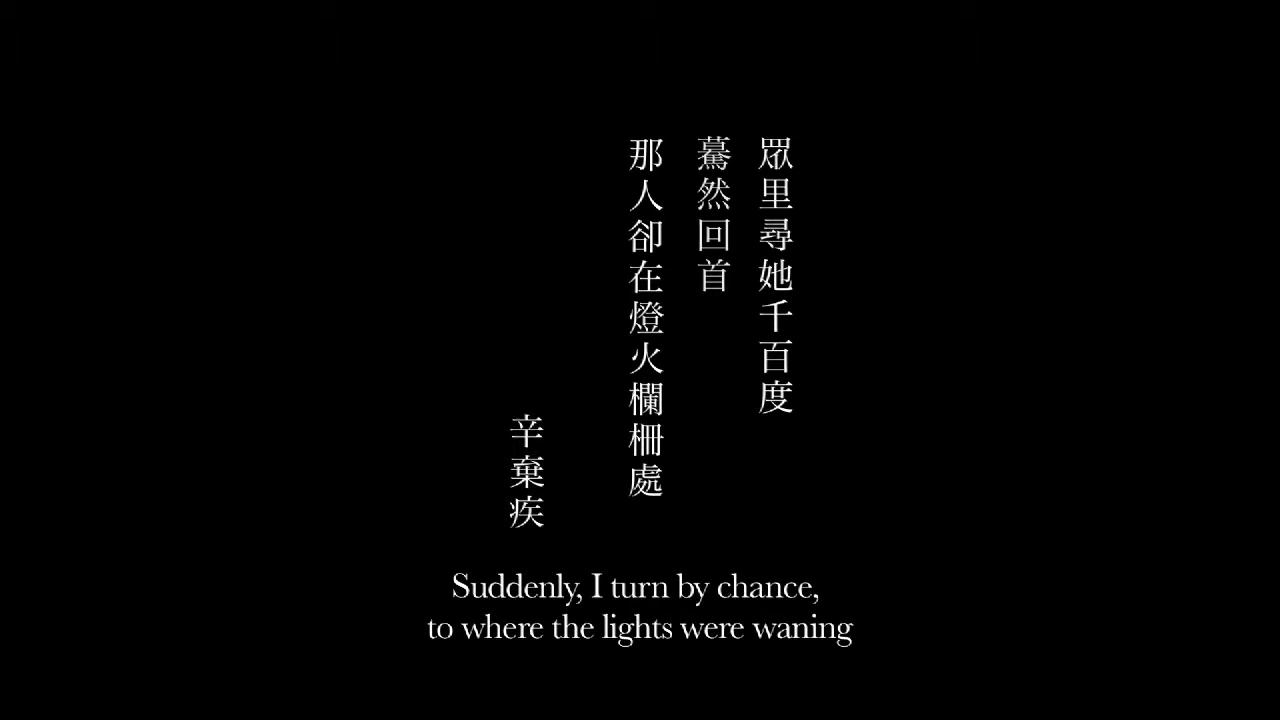 眾里尋她千百度
驀然回首
那人卻在燈火欄柵處
辛棄疾
Suddenly, I turn by chance,
to where the lights were waning